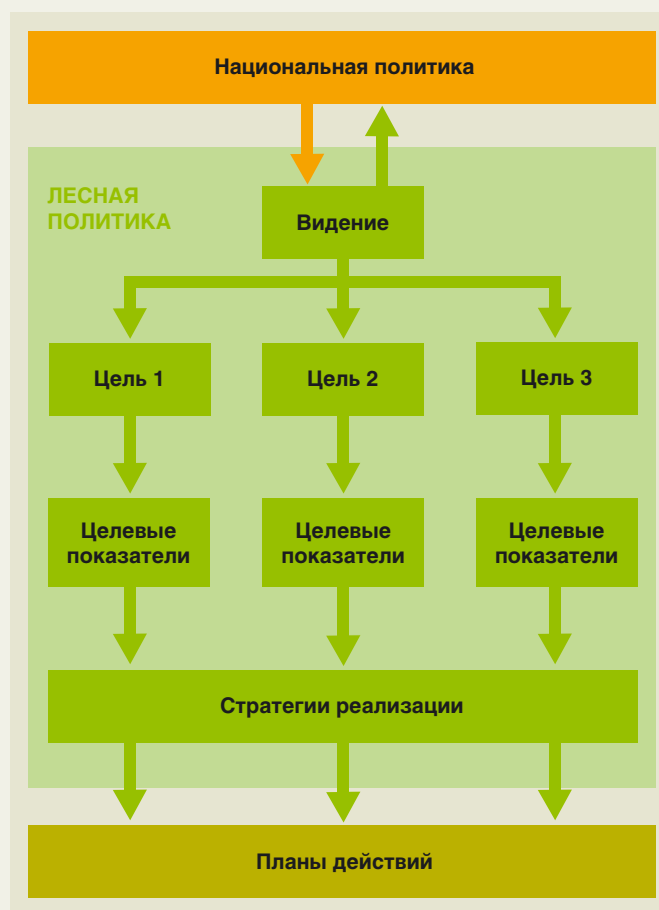 Национальная политика
ЛЕСНАЯ
ПОЛИТИКА
Видение
Цель 1
Цель 2
Цель 3
Целевые
показатели
Целевые
показатели
Целевые
показатели
Стратегии реализации
Планы действий